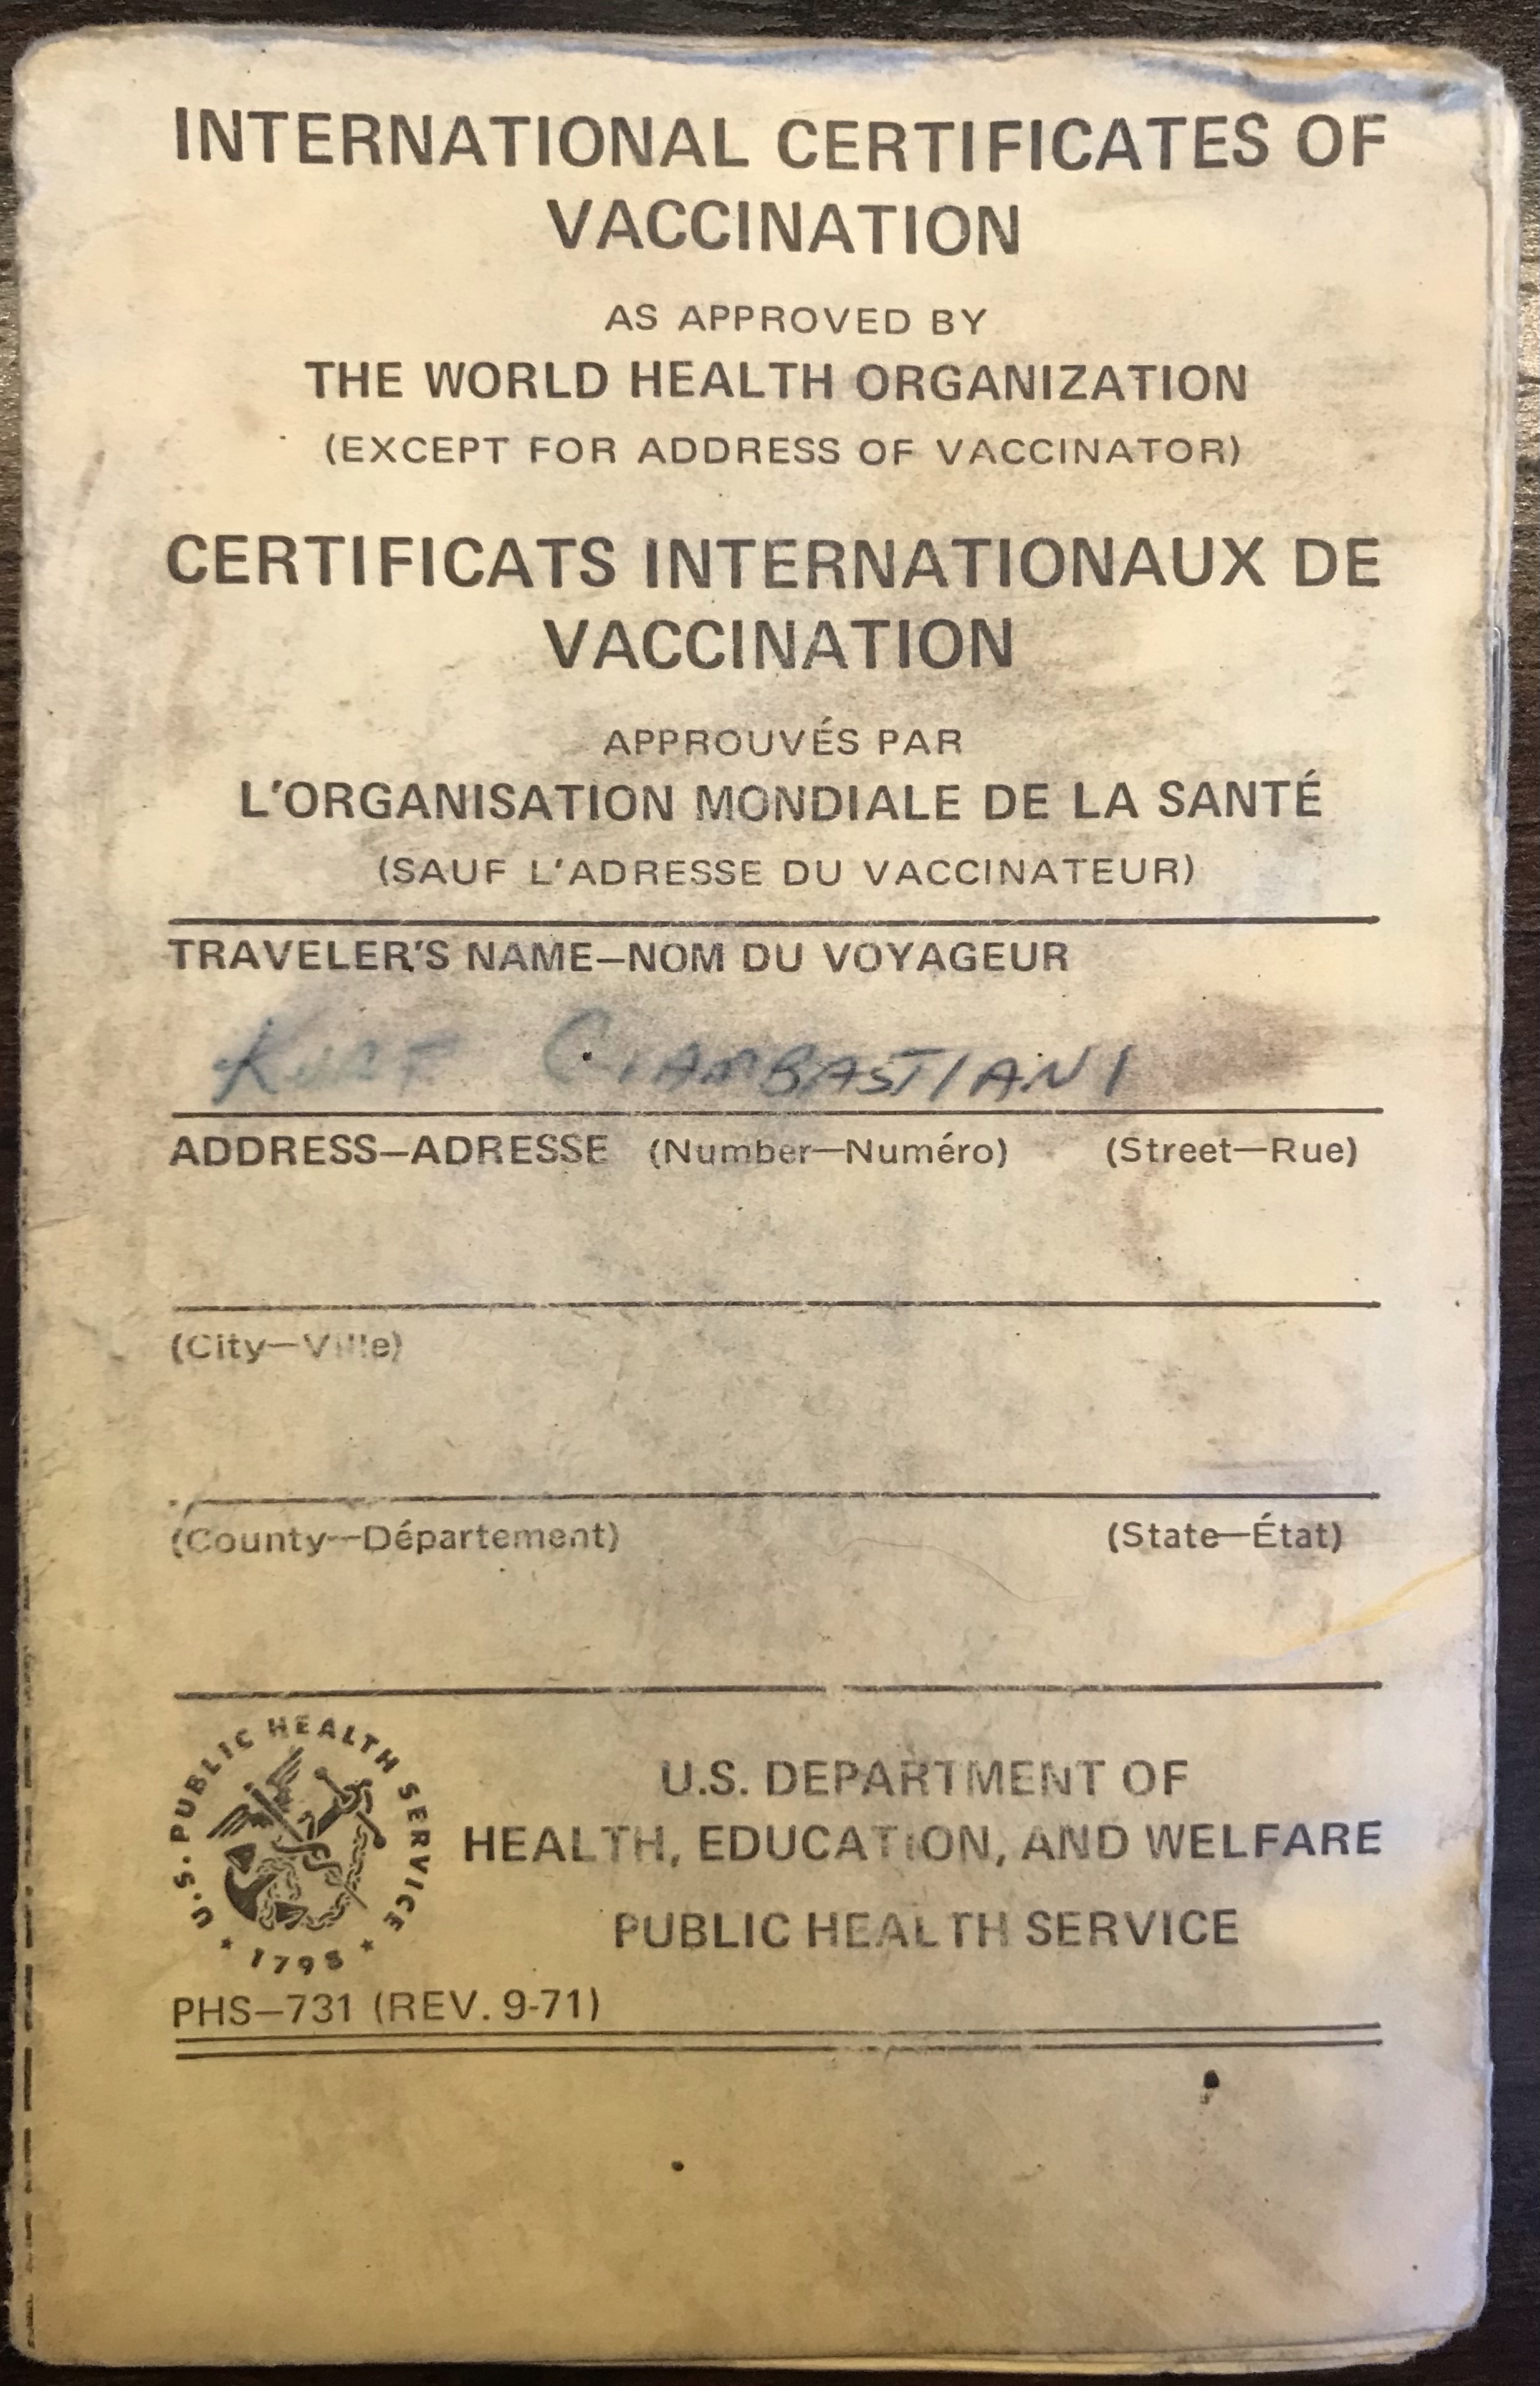 INTERNATIONAL CERTIFICATES OF
VACCINATION
AS APPROVED BY
THE WORLD HEALTH ORGANIZATION
(EXCEPT FOR ADDRESS OF VACCINATOR)
CERTIFICATS INTERNATIONAUX DE
VACCINATION
APPROUVÉS PAR
L'ORGANISATION MONDIALE DE LA SANTÉ
(SAUF L'ADRESSE DU VACCINATEUR)
TRAVELER'S NAME—NOM DU VOYAGEUR
KURT GIAMBASTIANI
ADDRESS—ADRESSE (Number—Numéro) (Street—Rue)
(City—Ville)
(County—Département) (State—État)
U.S. PUBLIC HEALTH SERVICE
* 1798 *
U.S. DEPARTMENT OF
HEALTH, EDUCATION, AND WELFARE
PUBLIC HEALTH SERVICE
PHS—731 (REV. 9-71)